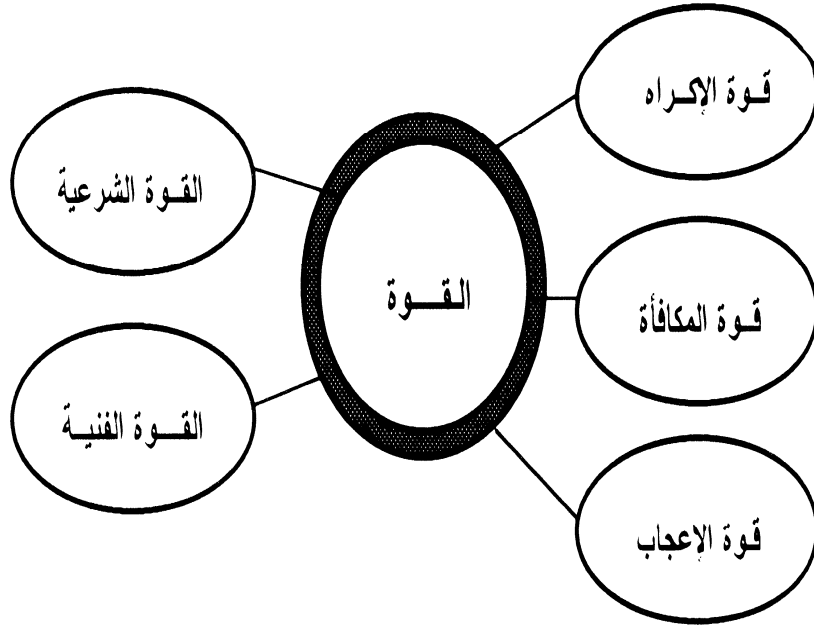 قوة الإكراه
القوة الشرعية
القوة
قوة المكافأة
القوة الفنية
قوة الإعجاب